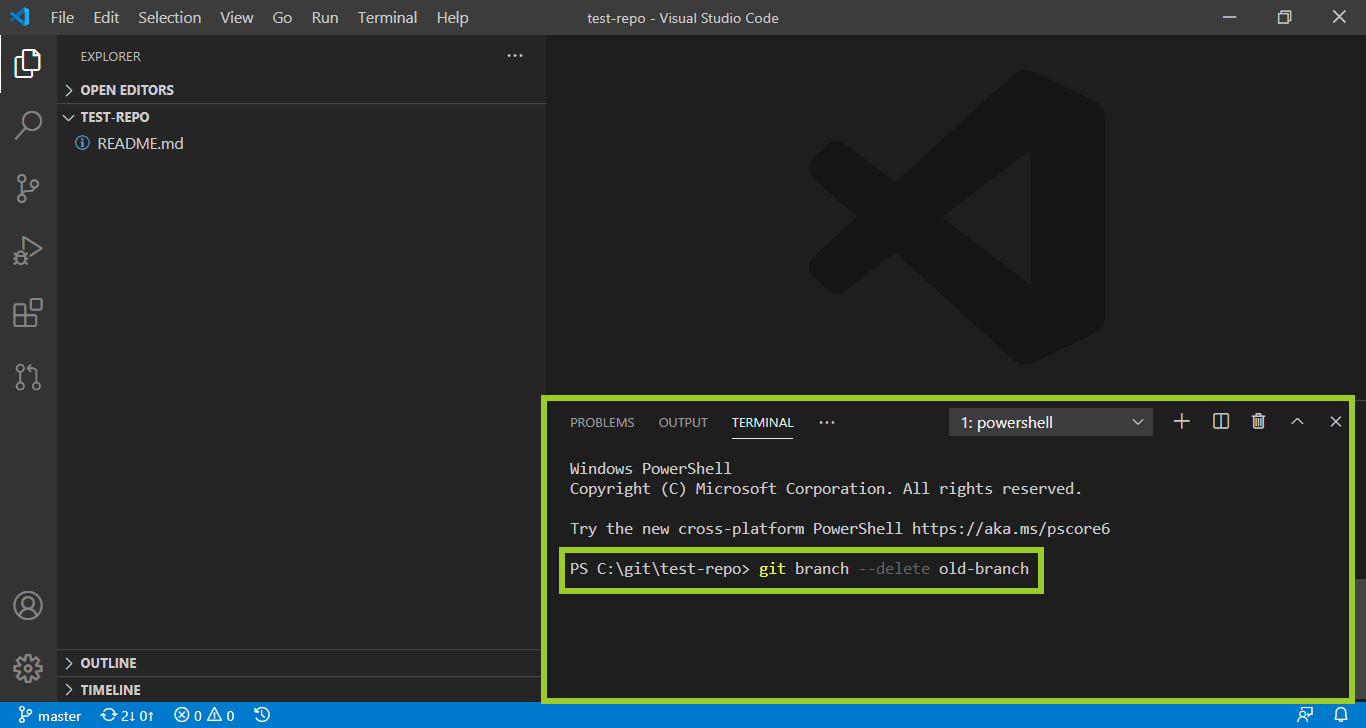 File Edit Selection View Go Run Terminal Help
test-repo - Visual Studio Code
EXPLORER
OPEN EDITORS
TEST-REPO
README.md
PROBLEMS OUTPUT TERMINAL
1: powershell
Windows PowerShell
Copyright (C) Microsoft Corporation. All rights reserved.
Try the new cross-platform PowerShell https://aka.ms/pscore6
PS C:\git\test-repo> git branch --delete old-branch
OUTLINE
TIMELINE
master 2↓ 0↑ 0 0